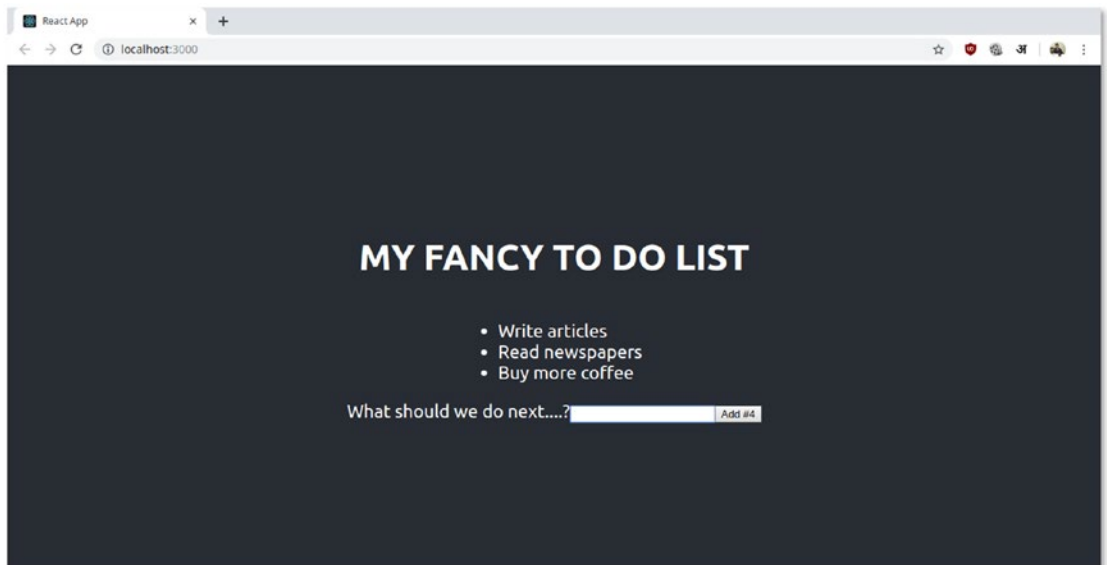 React App
localhost:3000
अ
MY FANCY TO DO LIST
Write articles
Read newspapers
Buy more coffee
What should we do next....? Add #4